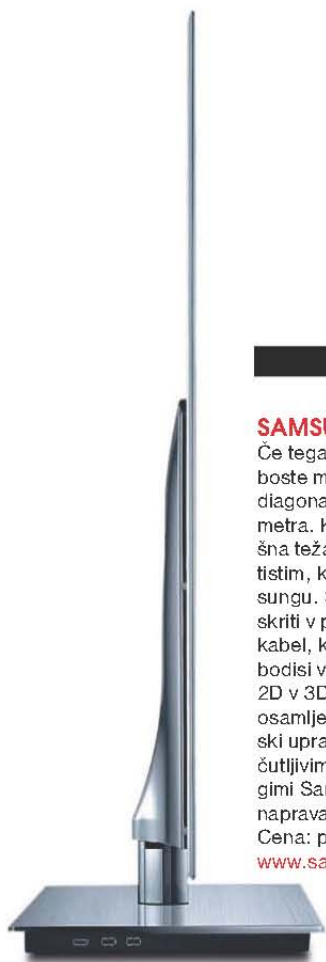 SAMSU
Če tega
boste m
diagona
metra. K
šna teža
tistim, k
sungu. 
skriti v p
kabel, k
bodisi v
2D v 3D
osamlje
ski upra
čutljivim
gimi Sar
naprava
Cena: p
www.sa